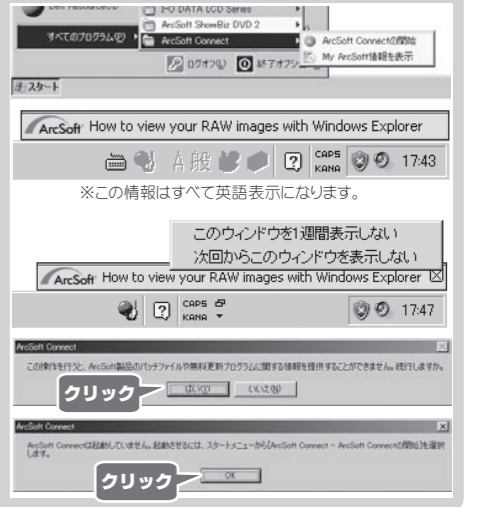 I-O DATA LCD Series
ArcSoft ShowBiz DVD 2
すべてのプログラム(P)
ArcSoft Connect
ArcSoft Connectの開始
My ArcSoft情報を表示
ログオフ(L)
終了オプシ
スタート
ArcSoft How to view your RAW images with Windows Explorer
A 般
CAPS
KANA
17:43
※この情報はすべて英語表示になります。
このウィンドウを1週間表示しない
次回からこのウィンドウを表示しない
ArcSoft How to view your RAW images with Windows Explorer
CAPS
KANA
17:47
ArcSoft Connect
この操作を行うと、ArcSoft製品のパッチファイルや無料更新プログラムに関する情報を提供することができません。続行しますか。
クリック
はい(Y)
いいえ(N)
ArcSoft Connect
ArcSoft Connectは起動していません。起動させるには、スタートメニューから[ArcSoft Connect - ArcSoft Connectの開始]を選択
します。
クリック
OK